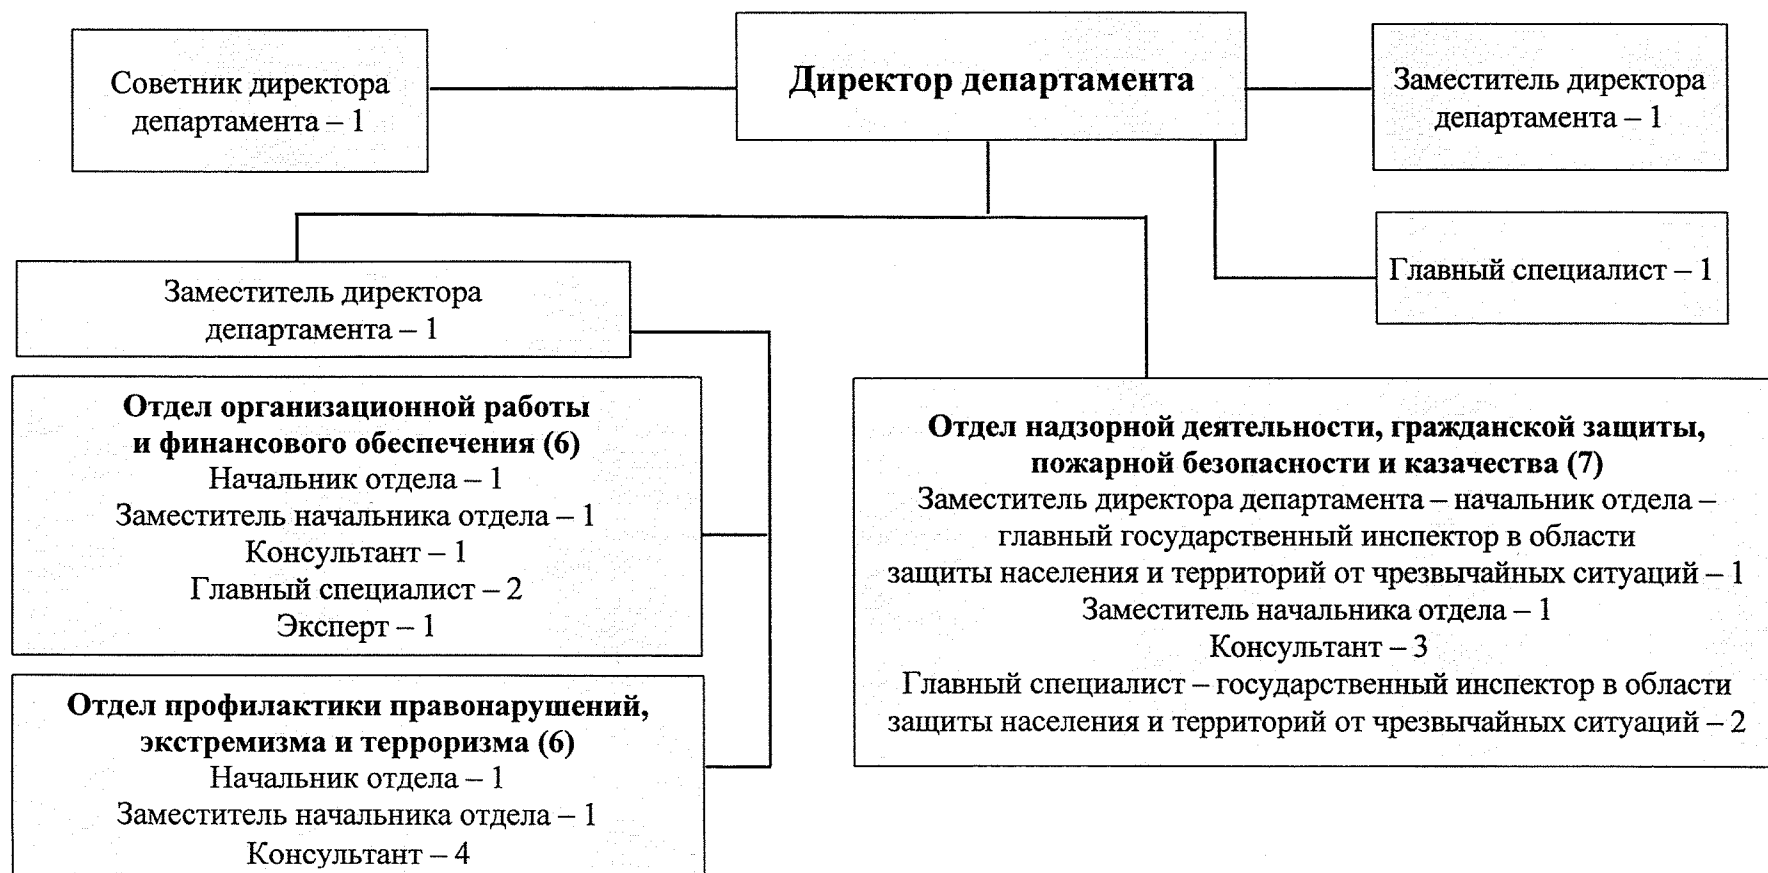 Советник директора
департамента – 1
Директор департамента
Заместитель директора
департамента – 1
Главный специалист – 1
Заместитель директора
департамента – 1
Отдел организационной работы
и финансового обеспечения (6)
Начальник отдела – 1
Заместитель начальника отдела – 1
Консультант – 1
Главный специалист – 2
Эксперт – 1
Отдел профилактики правонарушений,
экстремизма и терроризма (6)
Начальник отдела – 1
Заместитель начальника отдела – 1
Консультант – 4
Отдел надзорной деятельности, гражданской защиты,
пожарной безопасности и казачества (7)
Заместитель директора департамента – начальник отдела –
главный государственный инспектор в области
защиты населения и территорий от чрезвычайных ситуаций – 1
Заместитель начальника отдела – 1
Консультант – 3
Главный специалист – государственный инспектор в области
защиты населения и территорий от чрезвычайных ситуаций – 2